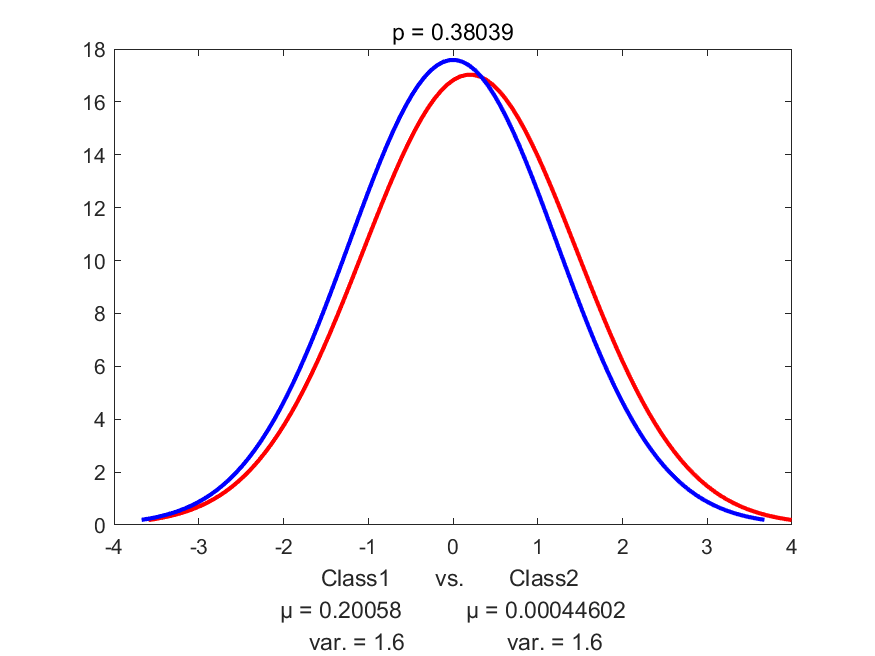 p = 0.38039
18
16
14
12
10
8
6
4
2
0
-4 -3 -2 -1 0 1 2 3 4
Class1 vs. Class2
μ = 0.20058 μ = 0.00044602
var. = 1.6 var. = 1.6